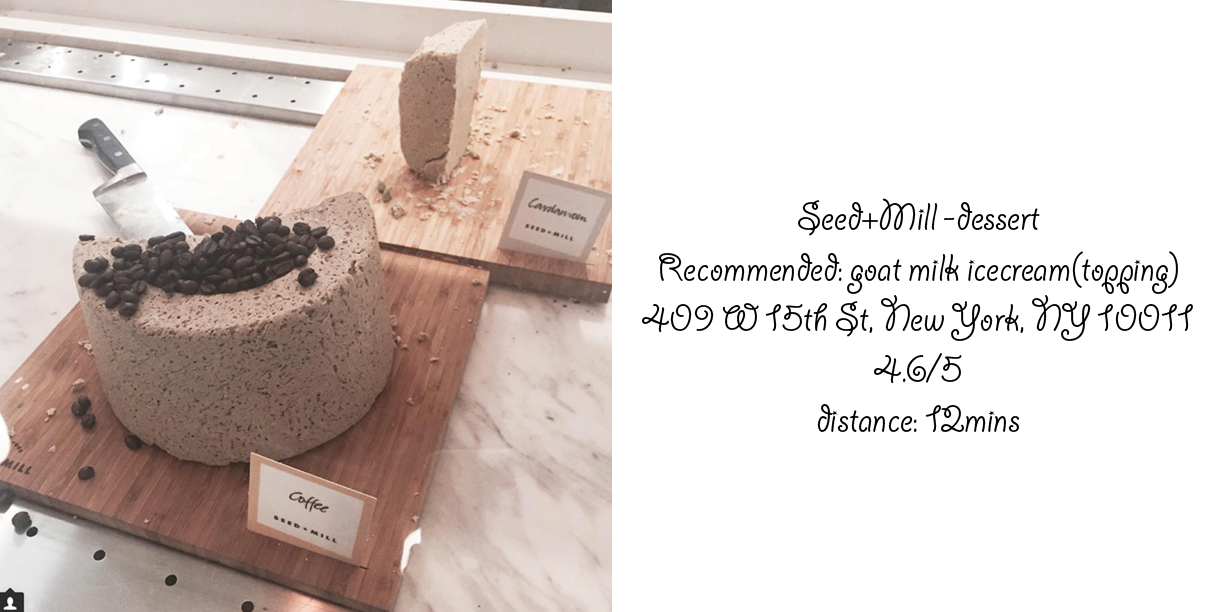 Cardamom
SEED+MILL
Coffee
SEED+MILL
MILL
Seed+Mill -dessert
Recommended: goat milk icecream(topping)
409 W 15th St, New York, NY 10011
4.6/5
distance: 12mins